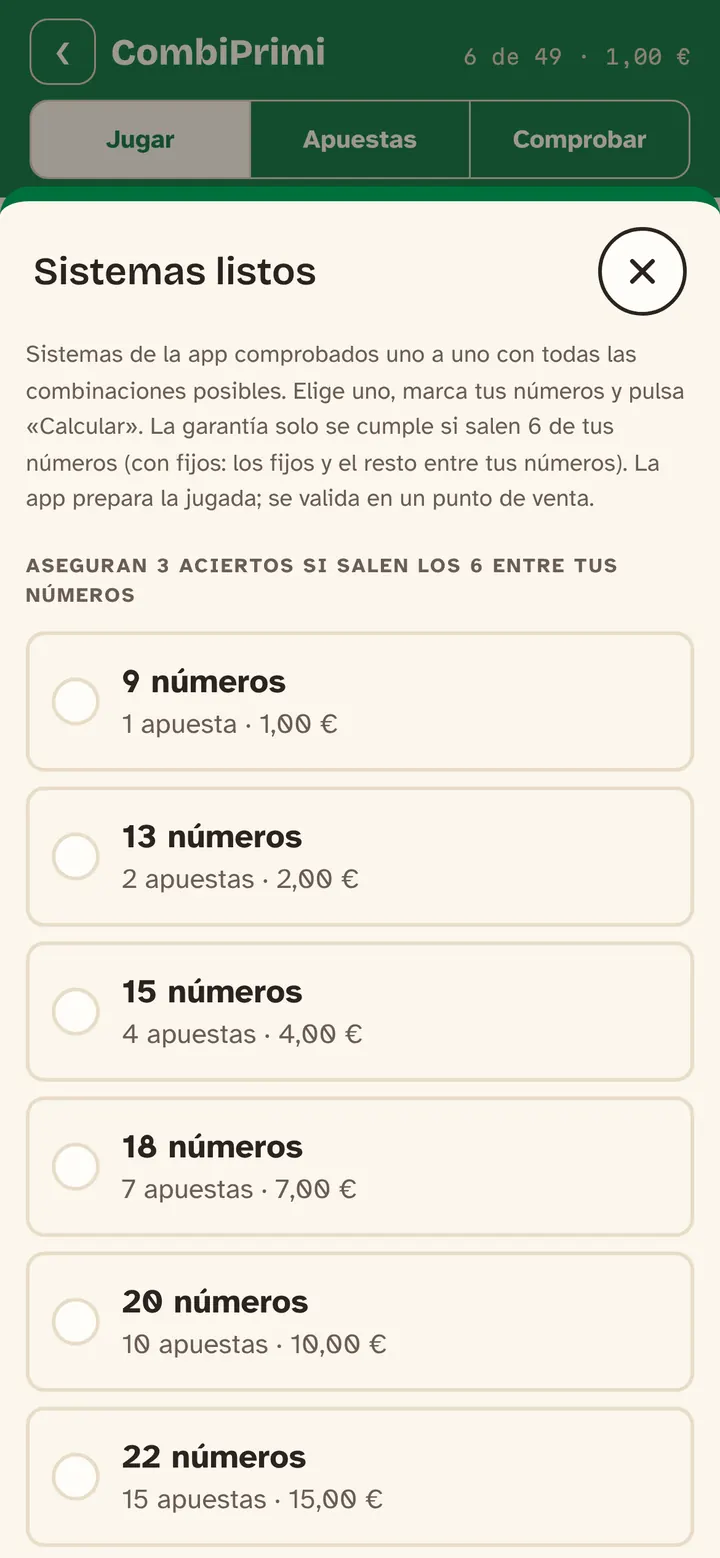 CombiPrimi
6 de 49 · 1,00 €
Jugar
Apuestas
Comprobar
Sistemas listos
Sistemas de la app comprobados uno a uno con todas las
combinaciones posibles. Elige uno, marca tus números y pulsa
«Calcular». La garantía solo se cumple si salen 6 de tus
números (con fijos: los fijos y el resto entre tus números). La
app prepara la jugada; se valida en un punto de venta.
ASEGURAN 3 ACIERTOS SI SALEN LOS 6 ENTRE TUS
NÚMEROS
9 números
1 apuesta · 1,00 €
13 números
2 apuestas · 2,00 €
15 números
4 apuestas · 4,00 €
18 números
7 apuestas · 7,00 €
20 números
10 apuestas · 10,00 €
22 números
15 apuestas · 15,00 €